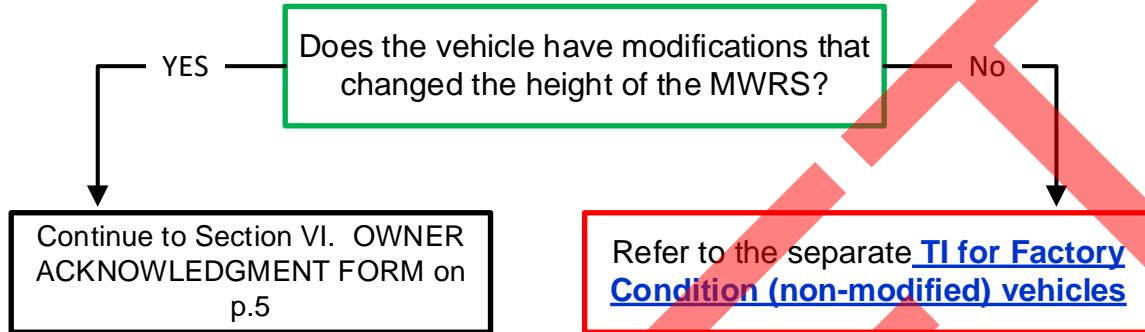 Does the vehicle have modifications that
changed the height of the MWRS?
YES
No
Continue to Section VI.  OWNER
ACKNOWLEDGMENT FORM on
p.5
Refer to the separate TI for Factory
Condition (non-modified) vehicles